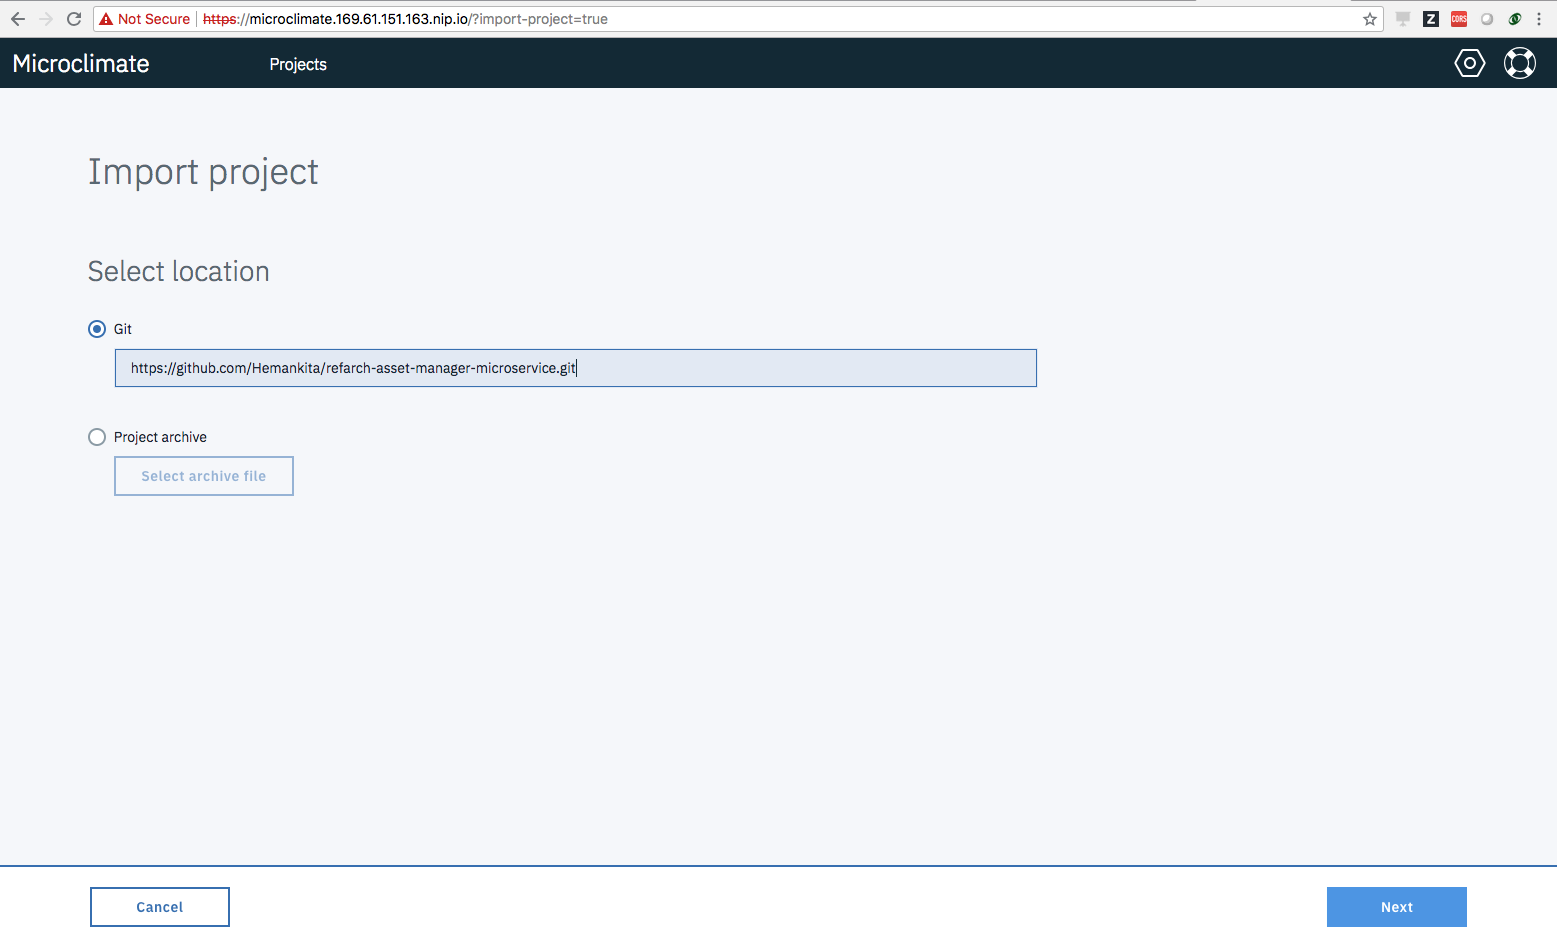 Not Secure https://microclimate.169.61.151.163.nip.io/?import-project=true Z CORS
Microclimate Projects
Import project
Select location
Git
https://github.com/Hemankita/refarch-asset-manager-microservice.git
Project archive
Select archive file
Cancel Next